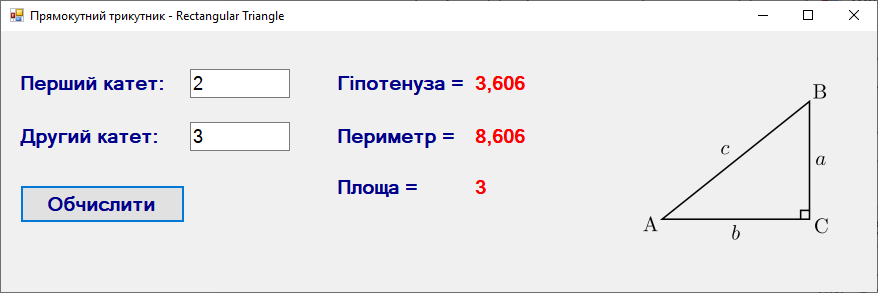 Прямокутний трикутник - Rectangular Triangle
Перший катет: 2 Гіпотенуза = 3,606
Другий катет: 3 Периметр = 8,606
Обчислити Площа = 3
B
c a
A b C